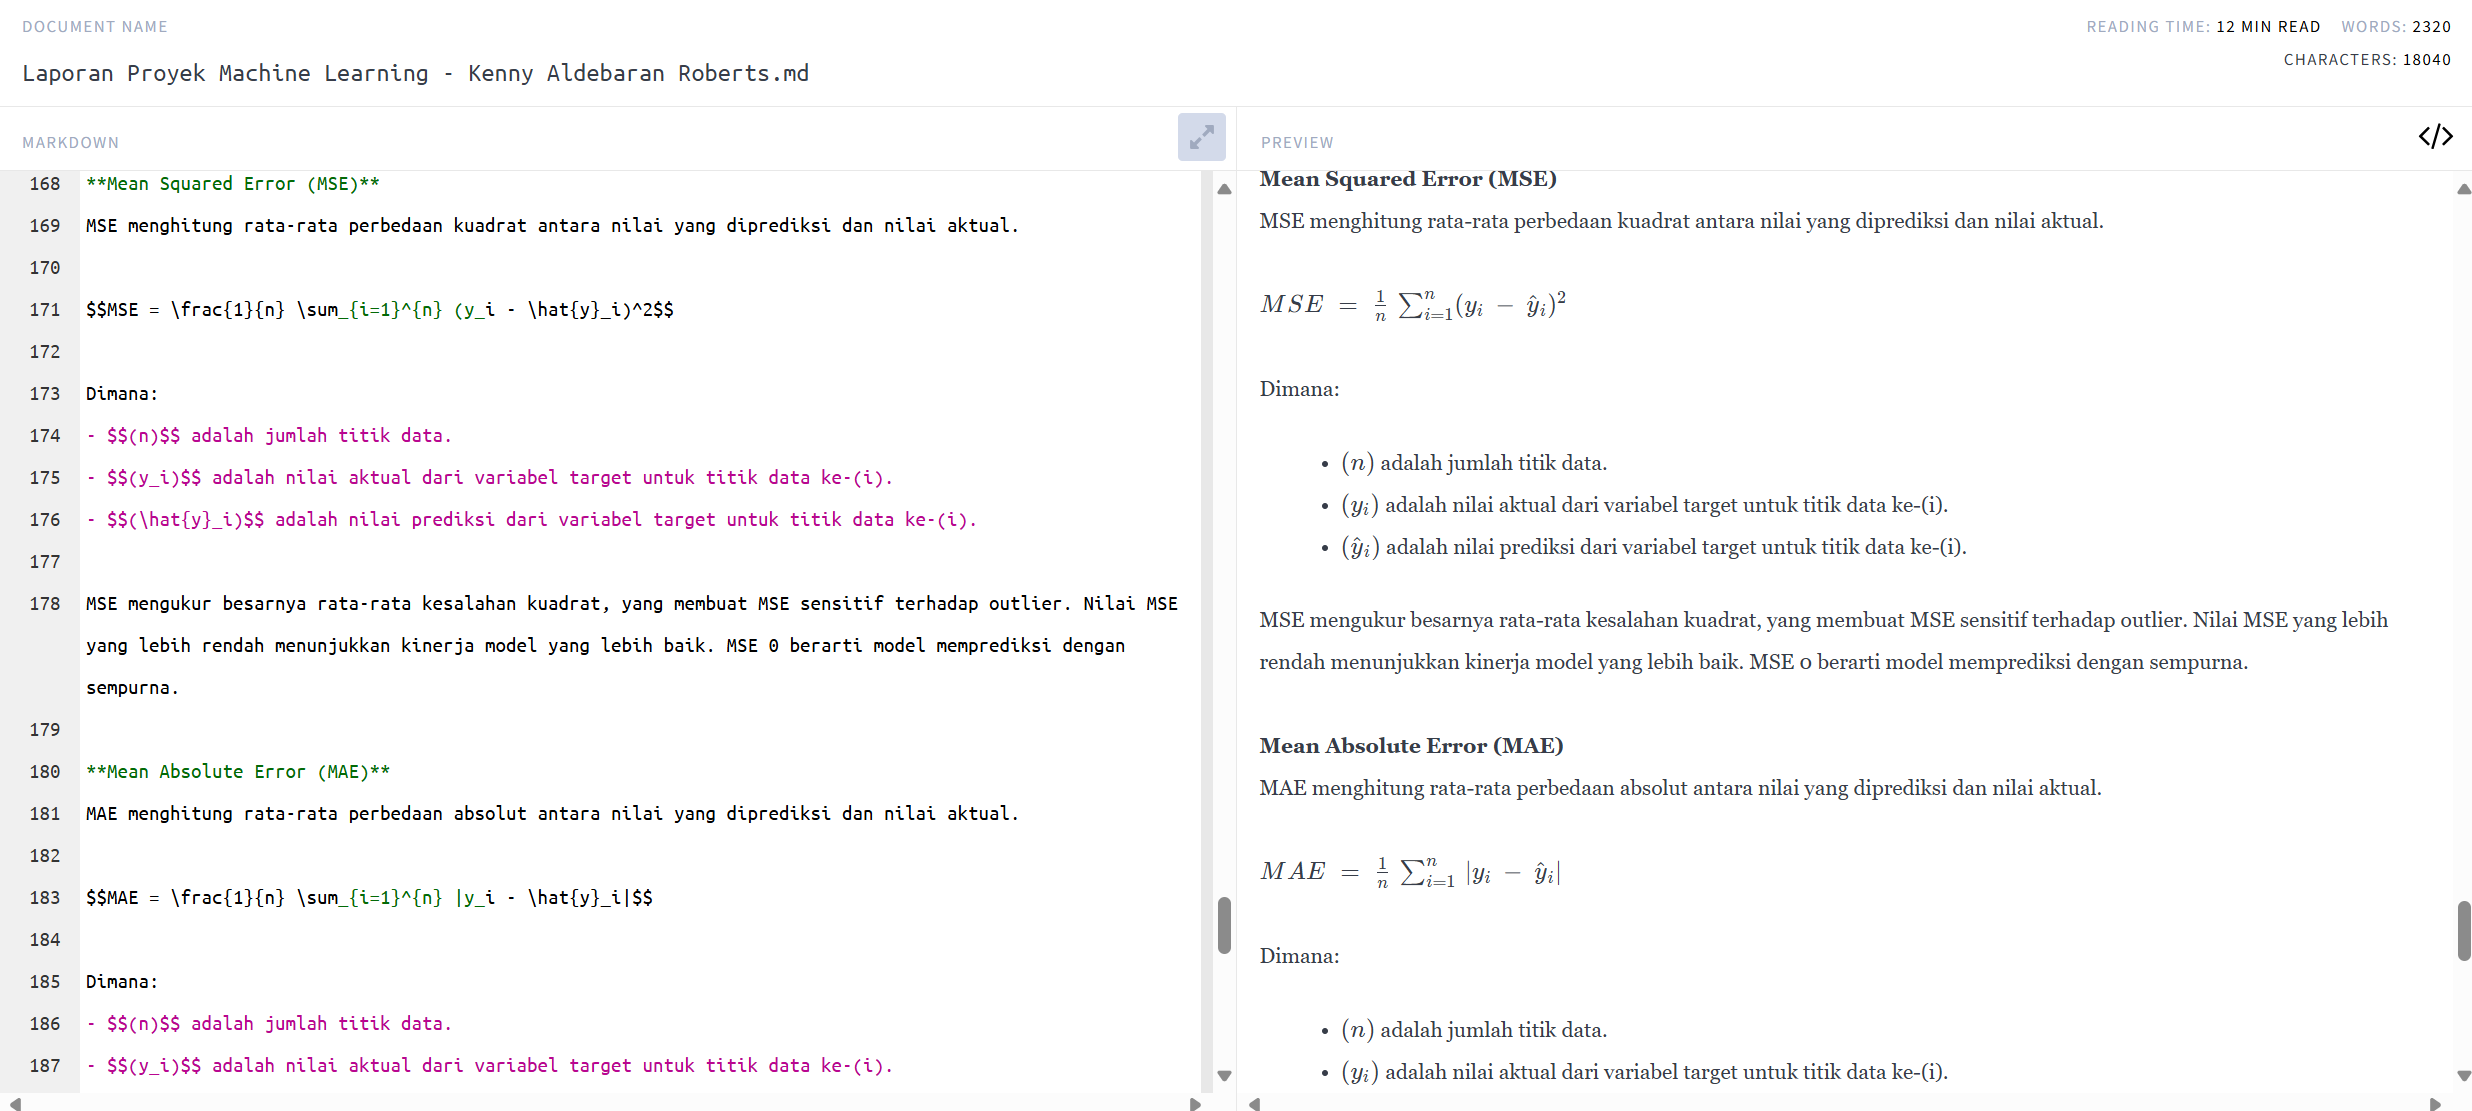 DOCUMENT NAME
READING TIME: 12 MIN READ WORDS: 2320
Laporan Proyek Machine Learning - Kenny Aldebaran Roberts.md
CHARACTERS: 18040
MARKDOWN
168 **Mean Squared Error (MSE)**
169 MSE menghitung rata-rata perbedaan kuadrat antara nilai yang diprediksi dan nilai aktual.
170
171 $$MSE = \frac{1}{n} \sum_{i=1}^{n} (y_i - \hat{y}_i)^2$$
172
173 Dimana:
174 - $$(n)$$ adalah jumlah titik data.
175 - $$(y_i)$$ adalah nilai aktual dari variabel target untuk titik data ke-(i).
176 - $$(\hat{y}_i)$$ adalah nilai prediksi dari variabel target untuk titik data ke-(i).
177
178 MSE mengukur besarnya rata-rata kesalahan kuadrat, yang membuat MSE sensitif terhadap outlier. Nilai MSE
yang lebih rendah menunjukkan kinerja model yang lebih baik. MSE 0 berarti model memprediksi dengan
sempurna.
179
180 **Mean Absolute Error (MAE)**
181 MAE menghitung rata-rata perbedaan absolut antara nilai yang diprediksi dan nilai aktual.
182
183 $$MAE = \frac{1}{n} \sum_{i=1}^{n} |y_i - \hat{y}_i|$$
184
185 Dimana:
186 - $$(n)$$ adalah jumlah titik data.
187 - $$(y_i)$$ adalah nilai aktual dari variabel target untuk titik data ke-(i).
PREVIEW
</>
Mean Squared Error (MSE)
MSE menghitung rata-rata perbedaan kuadrat antara nilai yang diprediksi dan nilai aktual.
MSE = 1/n ∑ⁿᵢ₌₁(yᵢ − ŷᵢ)²
Dimana:
• (n) adalah jumlah titik data.
• (yᵢ) adalah nilai aktual dari variabel target untuk titik data ke-(i).
• (ŷᵢ) adalah nilai prediksi dari variabel target untuk titik data ke-(i).
MSE mengukur besarnya rata-rata kesalahan kuadrat, yang membuat MSE sensitif terhadap outlier. Nilai MSE yang lebih
rendah menunjukkan kinerja model yang lebih baik. MSE 0 berarti model memprediksi dengan sempurna.
Mean Absolute Error (MAE)
MAE menghitung rata-rata perbedaan absolut antara nilai yang diprediksi dan nilai aktual.
MAE = 1/n ∑ⁿᵢ₌₁ |yᵢ − ŷᵢ|
Dimana:
• (n) adalah jumlah titik data.
• (yᵢ) adalah nilai aktual dari variabel target untuk titik data ke-(i).